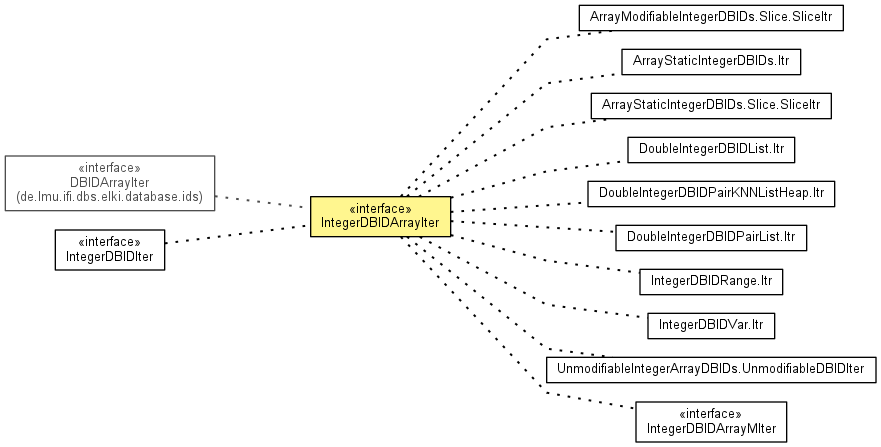 «interface»
DBIDArrayIter
(de.lmu.ifi.dbs.elki.database.ids)
«interface»
IntegerDBIDIter
«interface»
IntegerDBIDArrayIter
ArrayModifiableIntegerDBIDs.Slice.SliceItr
ArrayStaticIntegerDBIDs.Itr
ArrayStaticIntegerDBIDs.Slice.SliceItr
DoubleIntegerDBIDList.Itr
DoubleIntegerDBIDPairKNNListHeap.Itr
DoubleIntegerDBIDPairList.Itr
IntegerDBIDRange.Itr
IntegerDBIDVar.Itr
UnmodifiableIntegerArrayDBIDs.UnmodifiableDBIDIter
«interface»
IntegerDBIDArrayMIter